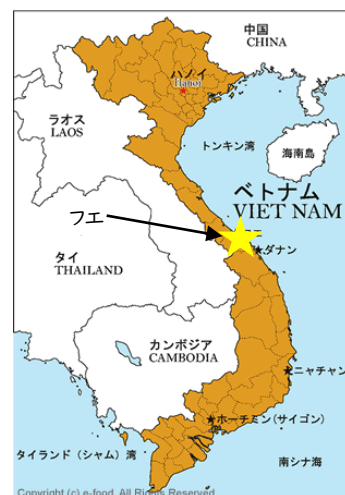 中国
CHINA
ハノイ
Hanoi
ラオス
LAOS
トンキン湾
海南島
ベトナム
VIET NAM
フエ
ダナン
タイ
THAILAND
カンボジア
CAMBODIA
ニャチャン
ホーチミン(サイゴン)
タイランド(シャム)湾
南シナ海
Copyright (c) e-food. All Rights Reserved